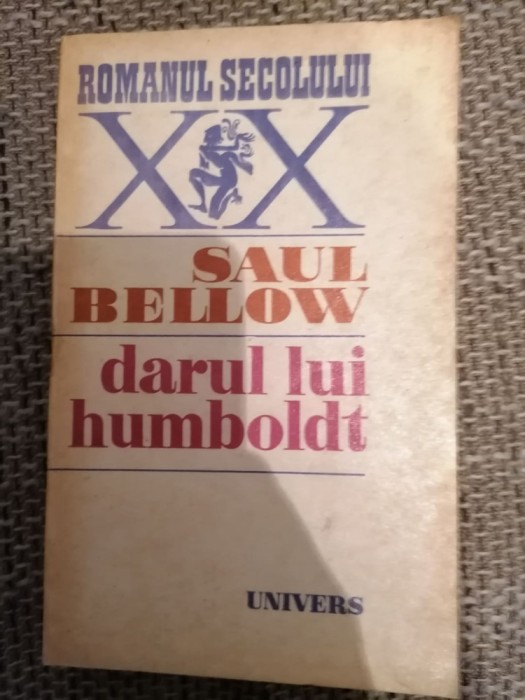 ROMANUL SECOLULUI
XX
SAUL
BELLOW
darul lui
humboldt
UNIVERS